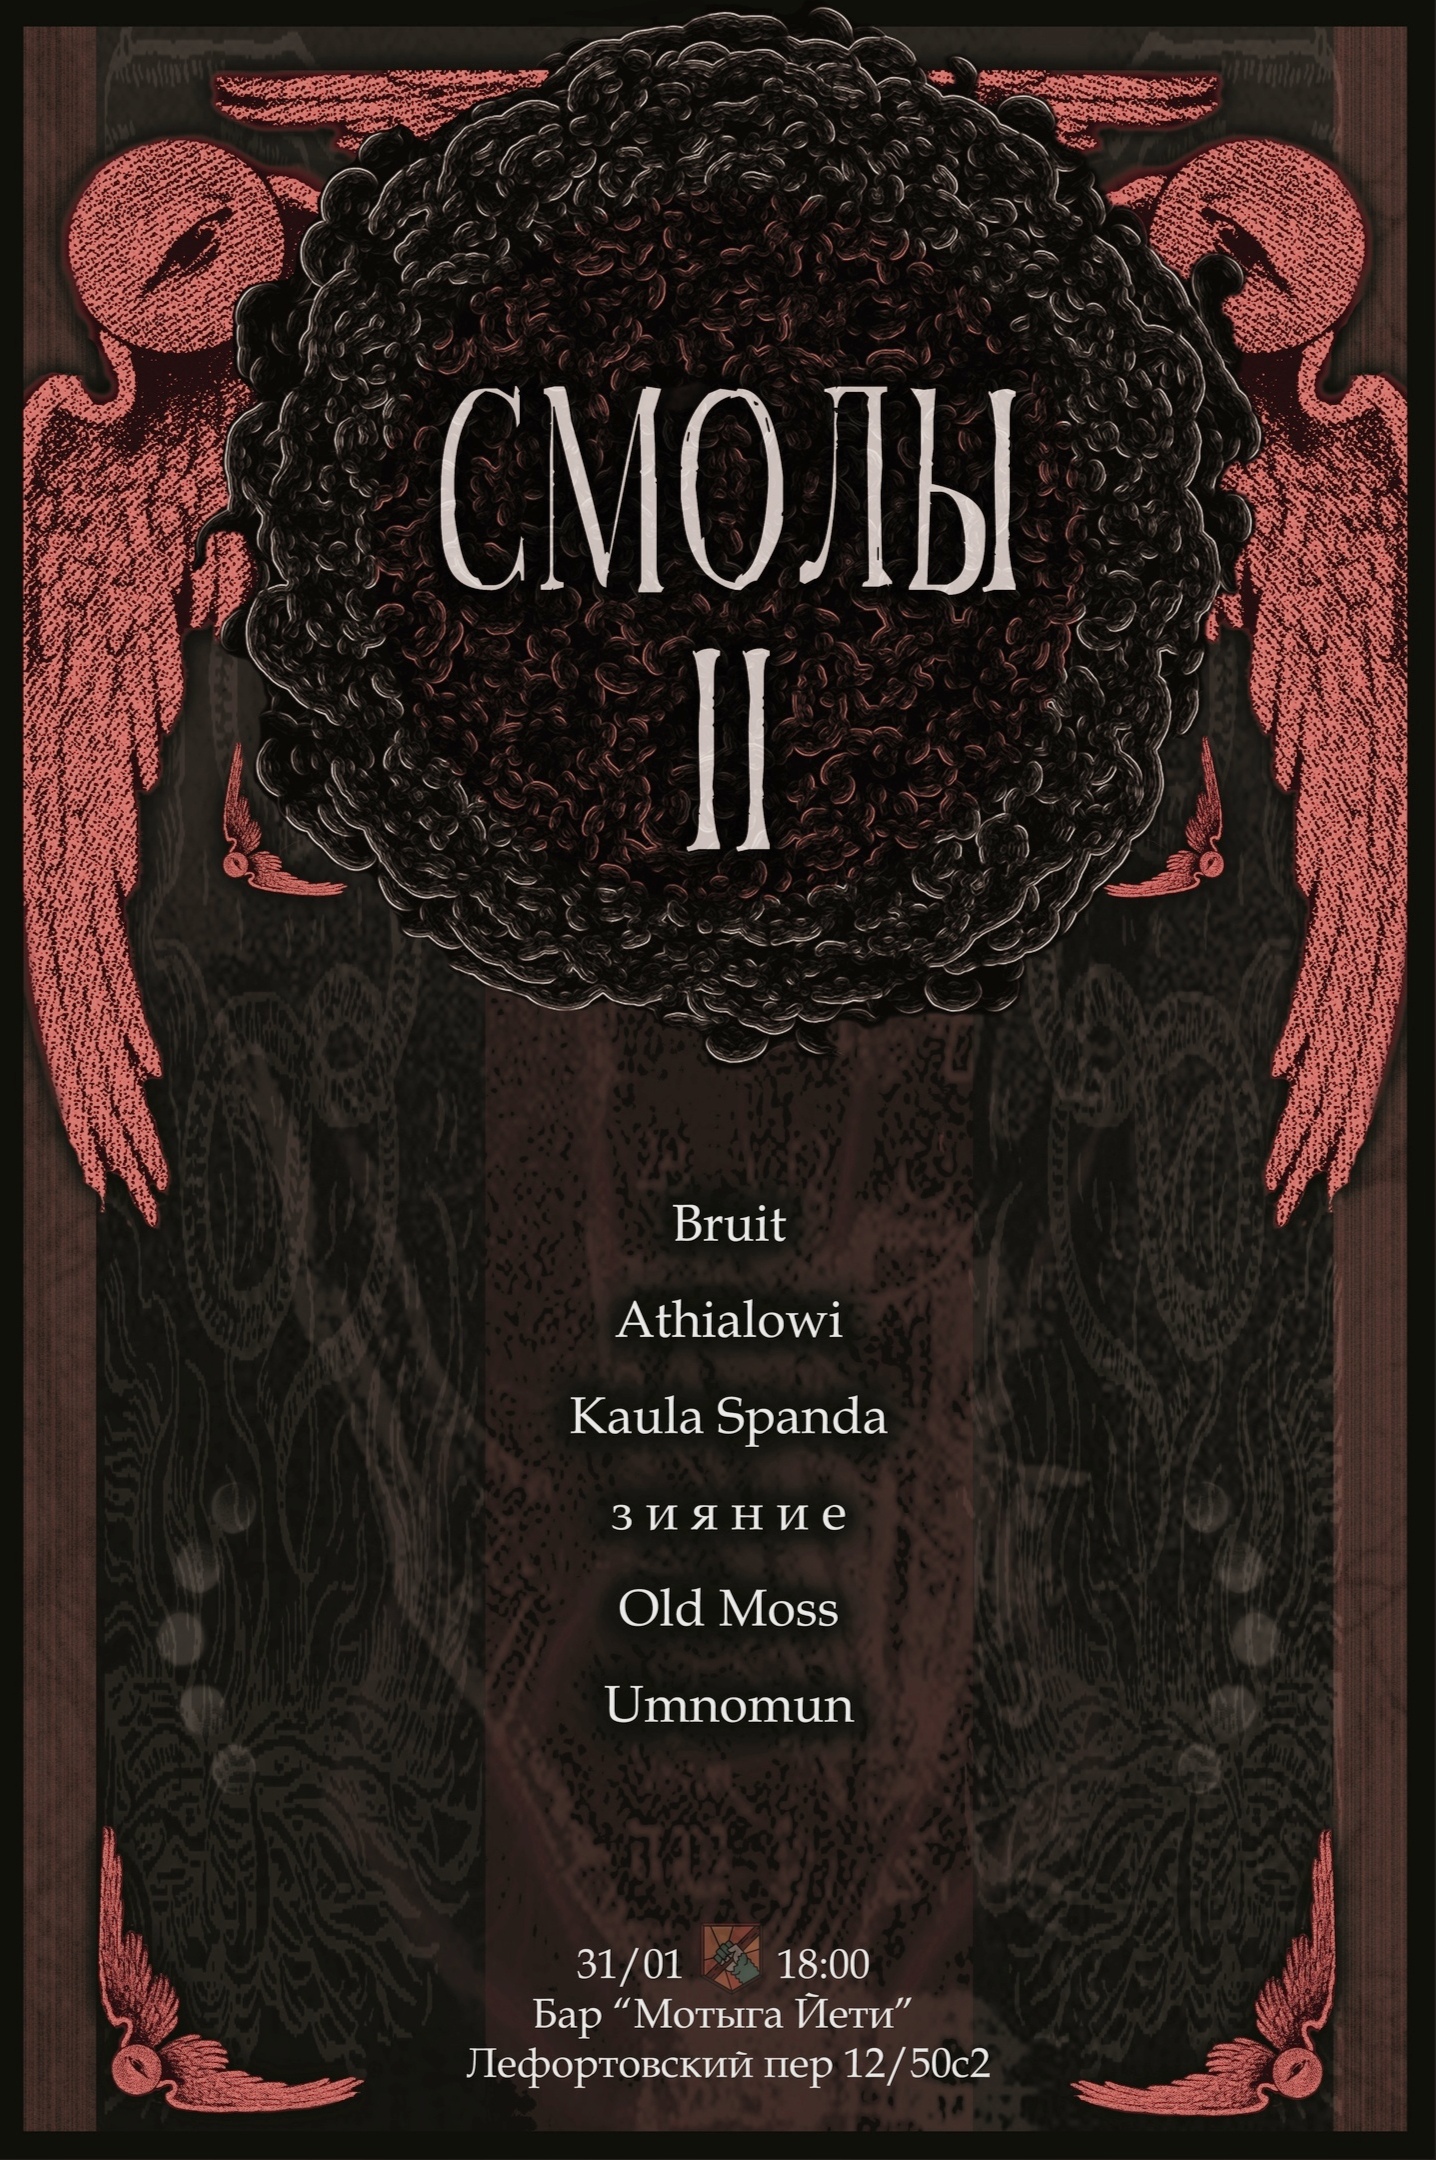 СМОЛЫ
II
Bruit
Athialowi
Kaula Spanda
зияние
Old Moss
Umnomun
31/01 18:00
Бар “Мотыга Йети”
Лефортовский пер 12/50с2